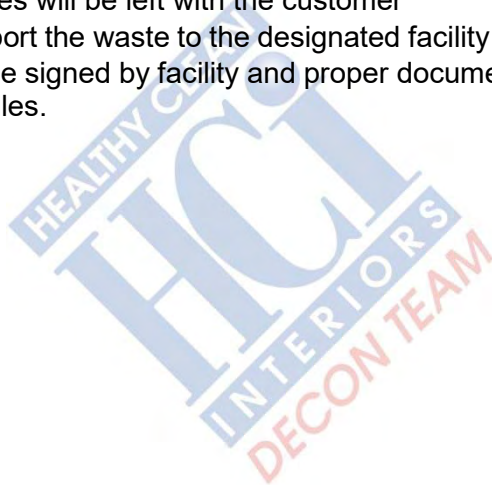 es will be left with the customer
port the waste to the designated facility
e signed by facility and proper docume
les.
HEALTHY CLEAN
HCi
INTERIORS
DECON TEAM